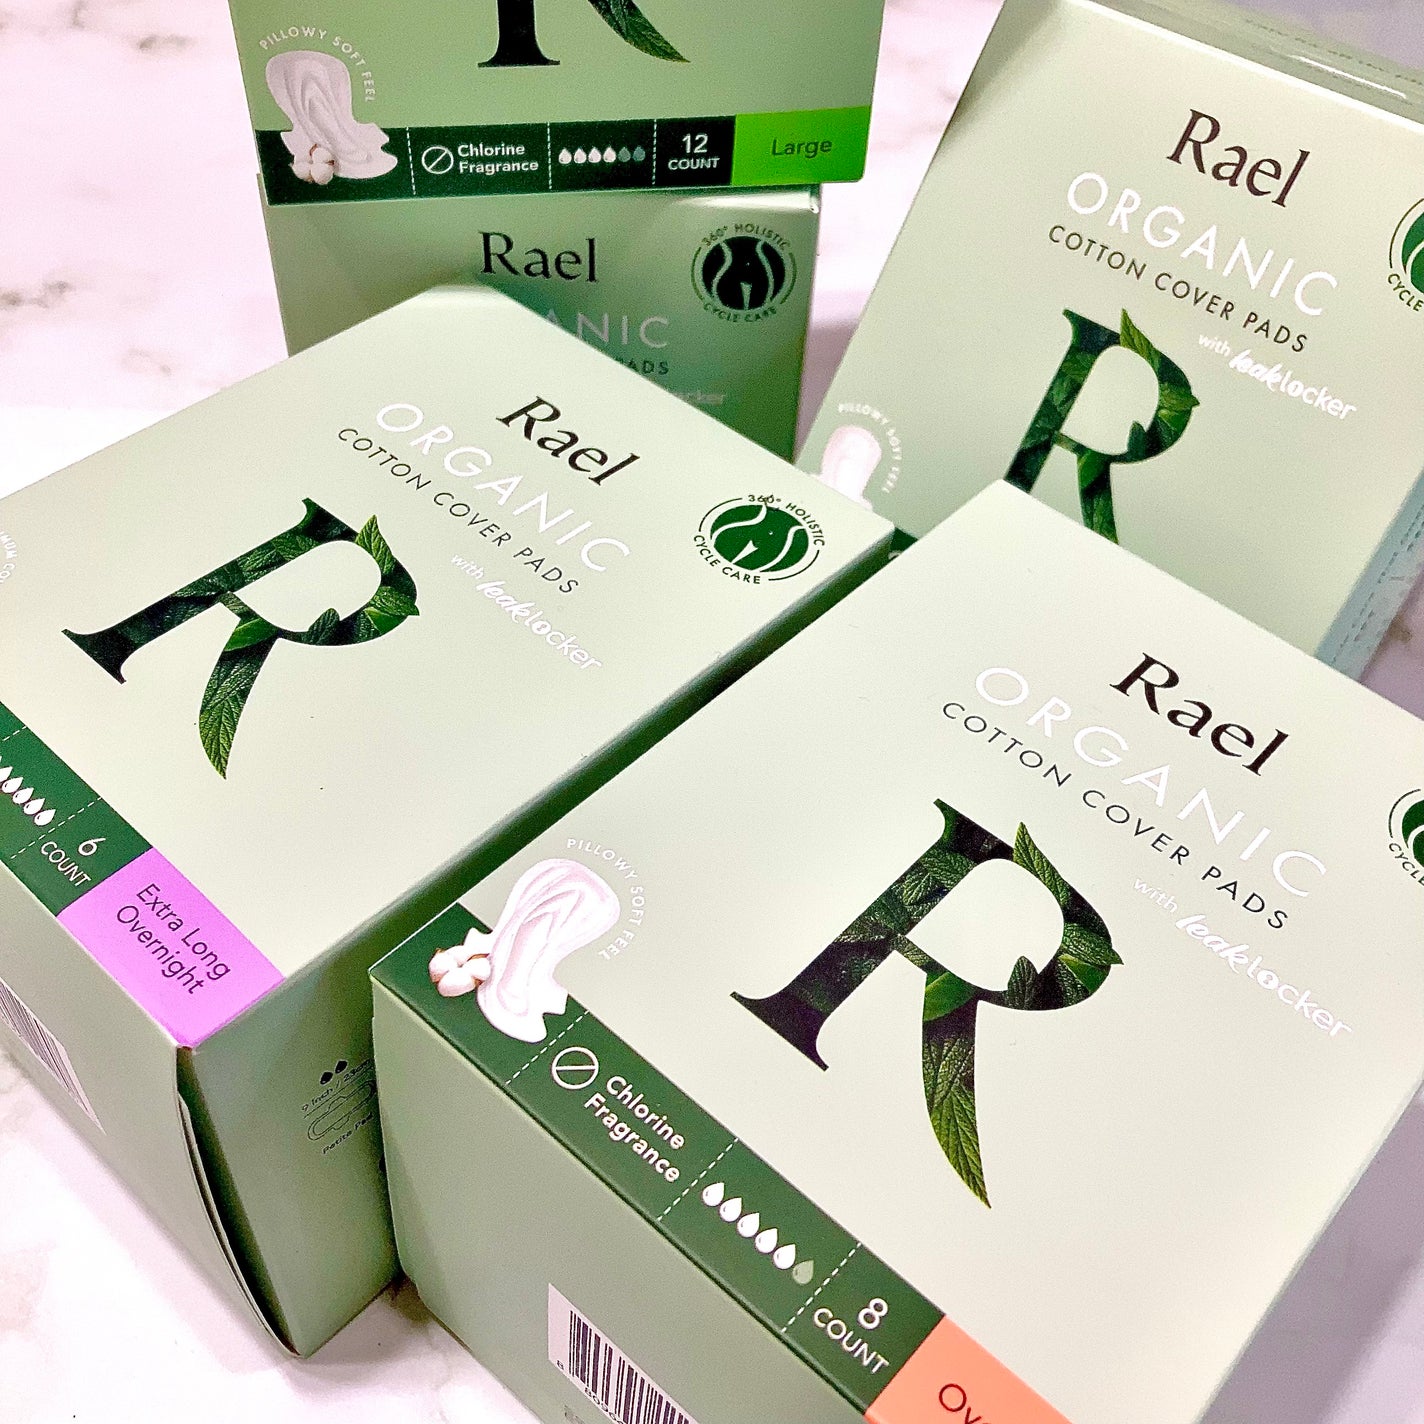 PILLOWY SOFT FEEL
Chlorine
Fragrance
12
COUNT
Large
Rael
360° HOLISTIC
CYCLE CARE
Rael
ORGANIC
COTTON COVER PADS
with leaklocker
PILLOWY SOFT FEEL
Rael
ORGANIC
COTTON COVER PADS
with leaklocker
360° HOLISTIC
CYCLE CARE
6
COUNT
Extra Long
Overnight
Rael
ORGANIC
COTTON COVER PADS
with leaklocker
PILLOWY SOFT FEEL
Chlorine
Fragrance
8
COUNT